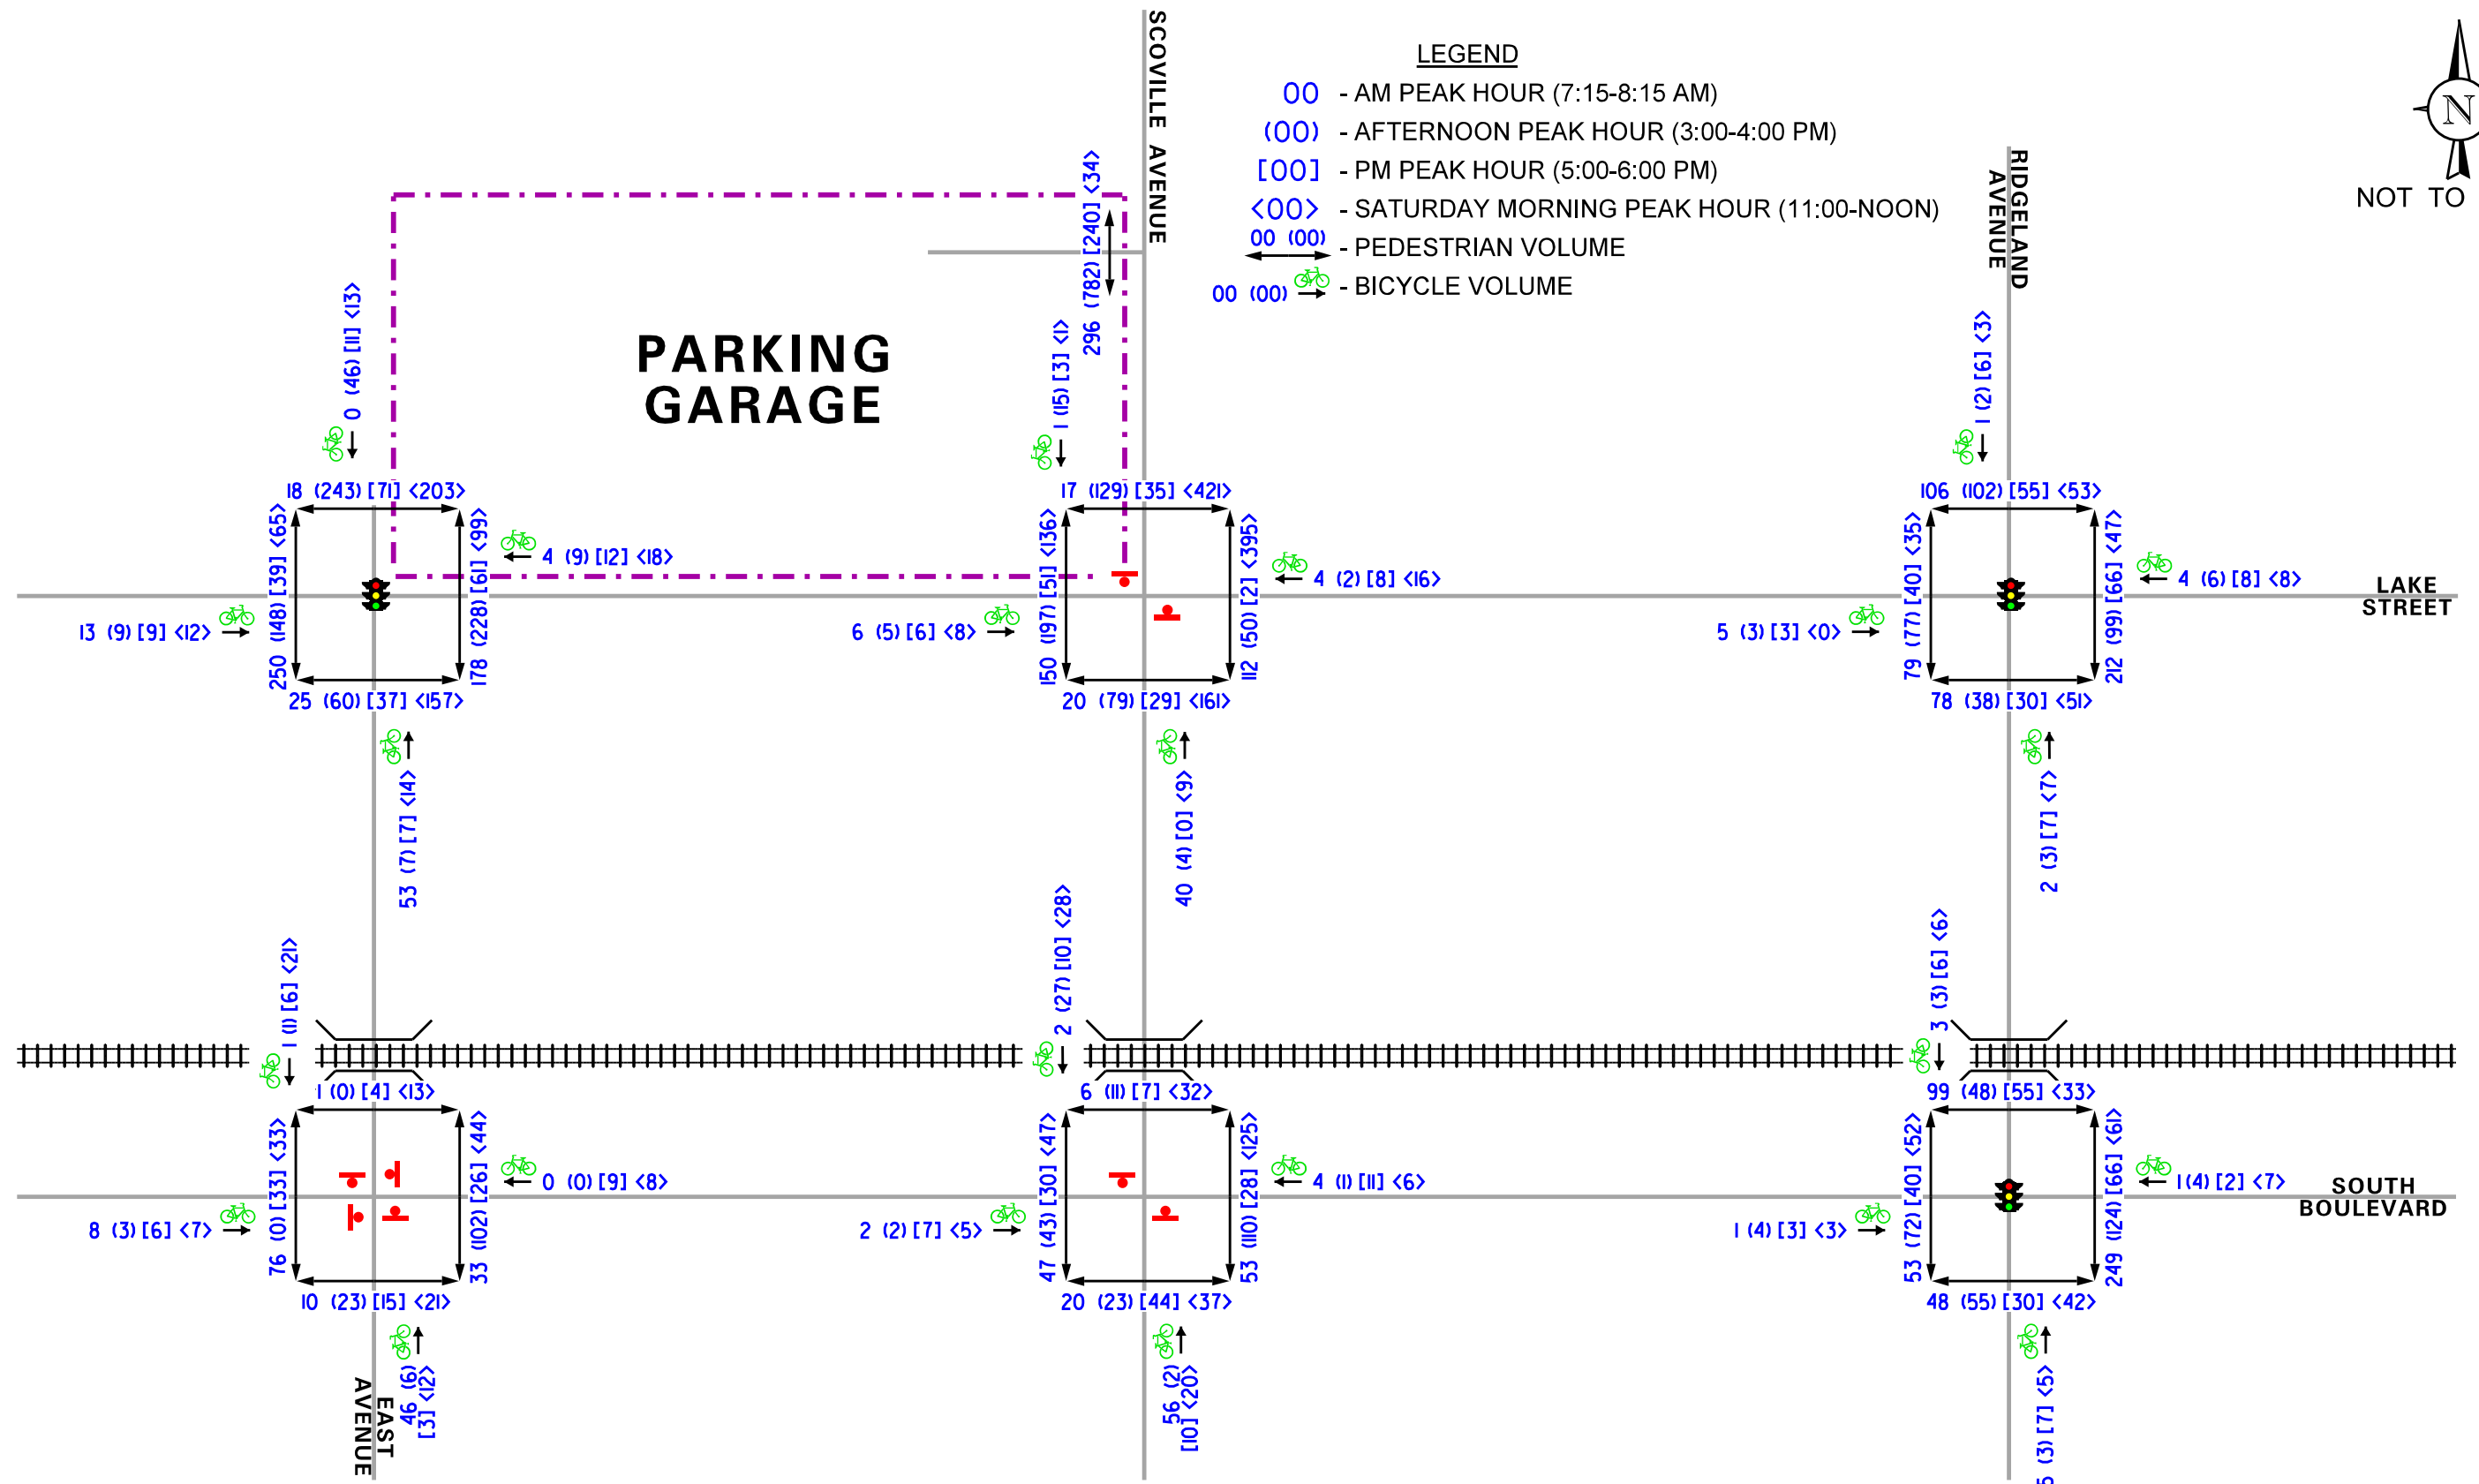 SCOVILLE AVENUE
LEGEND
00 - AM PEAK HOUR (7:15-8:15 AM)
(00) - AFTERNOON PEAK HOUR (3:00-4:00 PM)
[00] - PM PEAK HOUR (5:00-6:00 PM)
<00> - SATURDAY MORNING PEAK HOUR (11:00-NOON)
00 (00) - PEDESTRIAN VOLUME
00 (00) - BICYCLE VOLUME
N
NOT TO
RIDGELAND
AVENUE
296 (782) [240] <34>
0 (46) [11] <13>
1 (15) [3] <1>
1 (2) [6] <3>
PARKING
GARAGE
18 (243) [71] <203>
17 (129) [35] <421>
106 (102) [55] <53>
250 (148) [39] <65>
178 (228) [61] <99>
4 (9) [12] <18>
150 (197) [51] <136>
112 (50) [2] <395>
4 (2) [8] <16>
79 (77) [40] <35>
212 (99) [66] <47>
4 (6) [8] <8>
LAKE
STREET
13 (9) [9] <12>
6 (5) [6] <8>
5 (3) [3] <0>
25 (60) [37] <157>
20 (79) [29] <161>
78 (38) [30] <51>
53 (7) [7] <14>
40 (4) [0] <9>
2 (3) [7] <7>
1 (1) [6] <21>
2 (27) [10] <28>
3 (3) [6] <6>
1 (0) [4] <13>
6 (11) [7] <32>
99 (48) [55] <33>
76 (0) [33] <33>
33 (102) [26] <44>
0 (0) [9] <8>
47 (43) [30] <47>
53 (110) [28] <125>
4 (1) [11] <6>
53 (72) [40] <52>
249 (124) [66] <61>
1 (4) [2] <7>
SOUTH
BOULEVARD
8 (3) [6] <7>
2 (2) [7] <5>
1 (4) [3] <3>
10 (23) [15] <21>
20 (23) [44] <37>
48 (55) [30] <42>
46 (6)
[3] <12>
56 (2)
[10] <20>
(3) [7] <5>
EAST
AVENUE